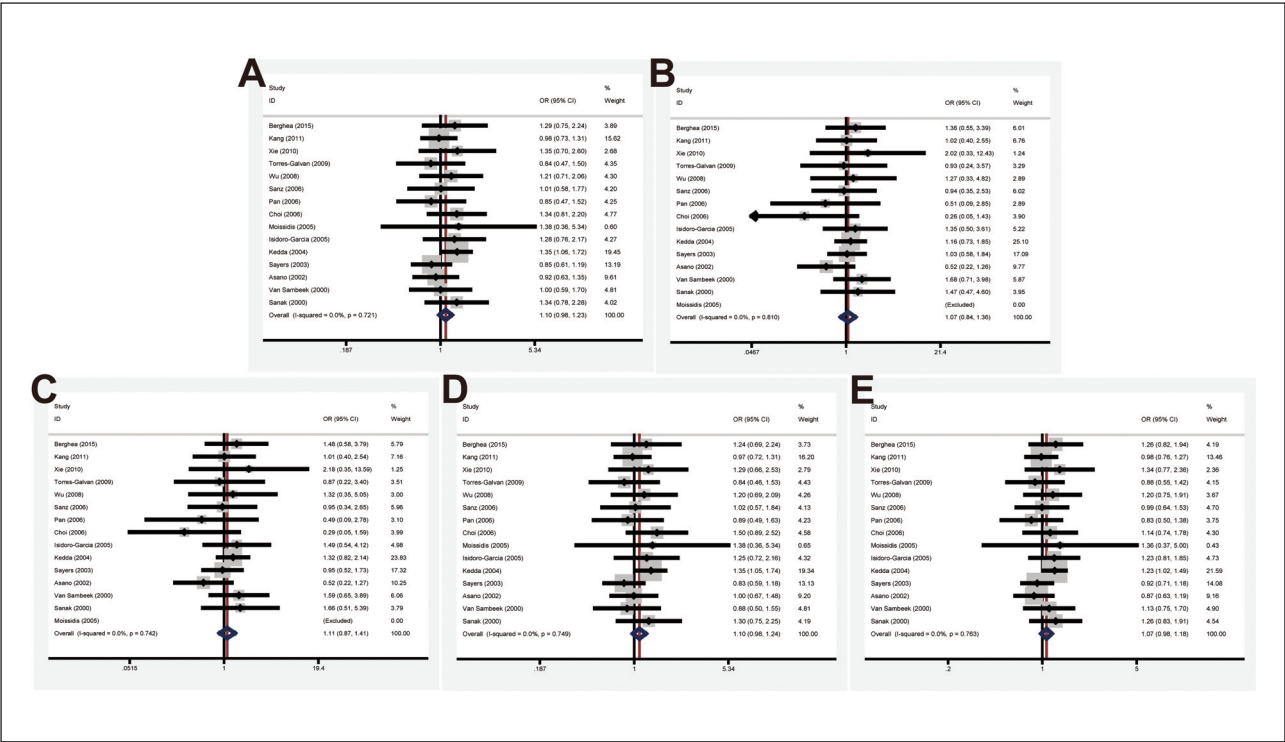 A
Study %
ID OR (95% CI) Weight
Berghea (2015) 1.29 (0.75, 2.24) 3.89
Kang (2011) 0.98 (0.73, 1.31) 15.62
Xie (2010) 1.35 (0.70, 2.60) 2.68
Torres-Galvan (2009) 0.84 (0.47, 1.50) 4.35
Wu (2008) 1.21 (0.71, 2.06) 4.30
Sanz (2006) 1.01 (0.58, 1.77) 4.20
Pan (2006) 0.85 (0.47, 1.52) 4.25
Choi (2006) 1.34 (0.81, 2.20) 4.77
Moissidis (2005) 1.38 (0.36, 5.34) 0.60
Isidoro-Garcia (2005) 1.28 (0.76, 2.17) 4.27
Kedda (2004) 1.35 (1.06, 1.72) 19.45
Sayers (2003) 0.85 (0.61, 1.19) 13.19
Asano (2002) 0.92 (0.63, 1.35) 9.61
Van Sambeek (2000) 1.00 (0.59, 1.70) 4.81
Sanak (2000) 1.34 (0.78, 2.28) 4.02
Overall (I-squared = 0.0%, p = 0.721) 1.10 (0.98, 1.23) 100.00
.187 1 5.34
B
Study %
ID OR (95% CI) Weight
Berghea (2015) 1.36 (0.55, 3.39) 6.01
Kang (2011) 1.02 (0.40, 2.55) 6.76
Xie (2010) 2.02 (0.33, 12.43) 1.24
Torres-Galvan (2009) 0.93 (0.24, 3.57) 3.29
Wu (2008) 1.27 (0.33, 4.82) 2.89
Sanz (2006) 0.94 (0.35, 2.53) 6.02
Pan (2006) 0.51 (0.09, 2.85) 2.89
Choi (2006) 0.26 (0.05, 1.43) 3.90
Isidoro-Garcia (2005) 1.35 (0.50, 3.61) 5.22
Kedda (2004) 1.16 (0.73, 1.85) 25.10
Sayers (2003) 1.03 (0.58, 1.84) 17.09
Asano (2002) 0.52 (0.22, 1.26) 9.77
Van Sambeek (2000) 1.68 (0.71, 3.98) 5.87
Sanak (2000) 1.47 (0.47, 4.60) 3.95
Moissidis (2005) (Excluded) 0.00
Overall (I-squared = 0.0%, p = 0.810) 1.07 (0.84, 1.36) 100.00
.0467 1 21.4
C
Study %
ID OR (95% CI) Weight
Berghea (2015) 1.48 (0.58, 3.79) 5.79
Kang (2011) 1.01 (0.40, 2.54) 7.16
Xie (2010) 2.18 (0.35, 13.59) 1.25
Torres-Galvan (2009) 0.87 (0.22, 3.40) 3.51
Wu (2008) 1.32 (0.35, 5.05) 3.00
Sanz (2006) 0.95 (0.34, 2.65) 5.96
Pan (2006) 0.49 (0.09, 2.78) 3.10
Choi (2006) 0.29 (0.05, 1.59) 3.99
Isidoro-Garcia (2005) 1.49 (0.54, 4.12) 4.98
Kedda (2004) 1.32 (0.82, 2.14) 23.83
Sayers (2003) 0.95 (0.52, 1.73) 17.32
Asano (2002) 0.52 (0.22, 1.27) 10.25
Van Sambeek (2000) 1.59 (0.65, 3.89) 6.06
Sanak (2000) 1.66 (0.51, 5.39) 3.79
Moissidis (2005) (Excluded) 0.00
Overall (I-squared = 0.0%, p = 0.742) 1.11 (0.87, 1.41) 100.00
.0515 1 19.4
D
Study %
ID OR (95% CI) Weight
Berghea (2015) 1.24 (0.69, 2.24) 3.73
Kang (2011) 0.97 (0.72, 1.31) 16.20
Xie (2010) 1.29 (0.66, 2.53) 2.79
Torres-Galvan (2009) 0.84 (0.46, 1.53) 4.43
Wu (2008) 1.20 (0.69, 2.09) 4.26
Sanz (2006) 1.02 (0.57, 1.84) 4.13
Pan (2006) 0.89 (0.49, 1.63) 4.23
Choi (2006) 1.50 (0.89, 2.52) 4.58
Moissidis (2005) 1.38 (0.36, 5.34) 0.65
Isidoro-Garcia (2005) 1.25 (0.72, 2.16) 4.32
Kedda (2004) 1.35 (1.05, 1.74) 19.34
Sayers (2003) 0.83 (0.59, 1.18) 13.13
Asano (2002) 1.00 (0.67, 1.48) 9.20
Van Sambeek (2000) 0.88 (0.50, 1.55) 4.81
Sanak (2000) 1.30 (0.75, 2.25) 4.19
Overall (I-squared = 0.0%, p = 0.749) 1.10 (0.98, 1.24) 100.00
.187 1 5.34
E
Study %
ID OR (95% CI) Weight
Berghea (2015) 1.26 (0.82, 1.94) 4.19
Kang (2011) 0.98 (0.76, 1.27) 13.46
Xie (2010) 1.34 (0.77, 2.36) 2.36
Torres-Galvan (2009) 0.88 (0.55, 1.42) 4.15
Wu (2008) 1.20 (0.75, 1.91) 3.67
Sanz (2006) 0.99 (0.64, 1.53) 4.70
Pan (2006) 0.83 (0.50, 1.38) 3.75
Choi (2006) 1.14 (0.74, 1.78) 4.30
Moissidis (2005) 1.36 (0.37, 5.00) 0.43
Isidoro-Garcia (2005) 1.23 (0.81, 1.85) 4.73
Kedda (2004) 1.23 (1.02, 1.49) 21.59
Sayers (2003) 0.92 (0.71, 1.18) 14.08
Asano (2002) 0.87 (0.63, 1.19) 9.16
Van Sambeek (2000) 1.13 (0.75, 1.70) 4.90
Sanak (2000) 1.26 (0.83, 1.91) 4.54
Overall (I-squared = 0.0%, p = 0.763) 1.07 (0.98, 1.18) 100.00
.2 1 5